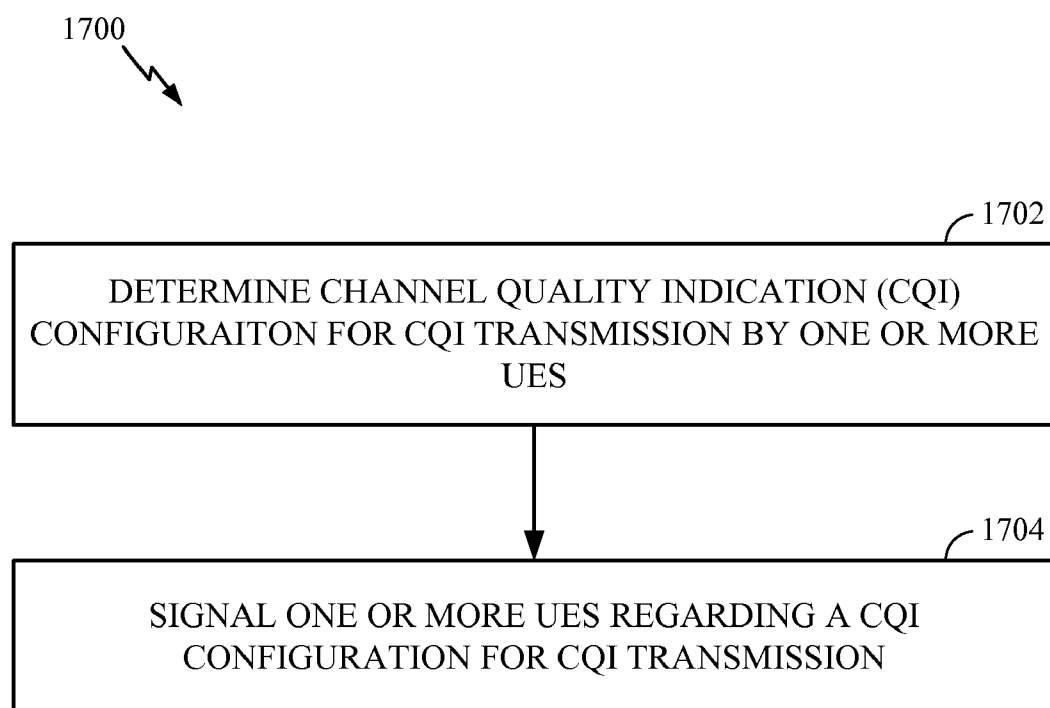 1700
1702
DETERMINE CHANNEL QUALITY INDICATION (CQI)
CONFIGURAITON FOR CQI TRANSMISSION BY ONE OR MORE
UES
1704
SIGNAL ONE OR MORE UES REGARDING A CQI
CONFIGURATION FOR CQI TRANSMISSION